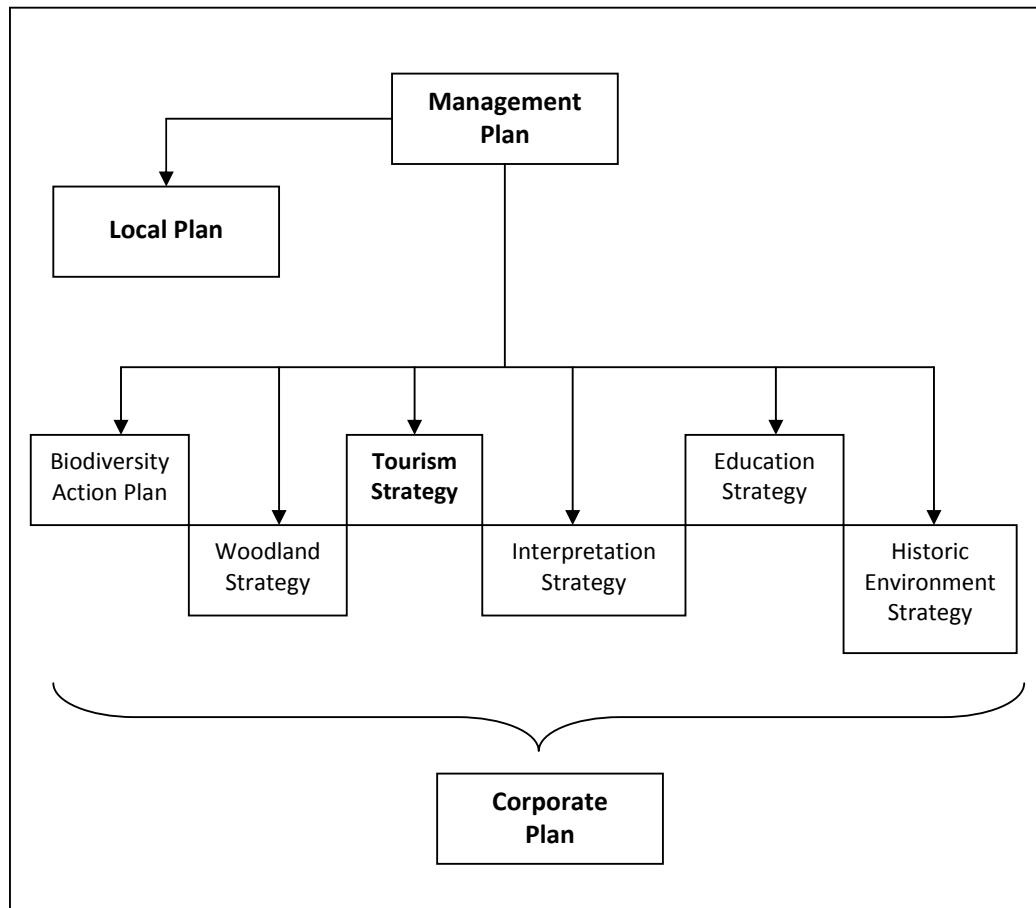 Management
Plan
Local Plan
Biodiversity
Action Plan
Tourism
Strategy
Education
Strategy
Woodland
Strategy
Interpretation
Strategy
Historic
Environment
Strategy
Corporate
Plan